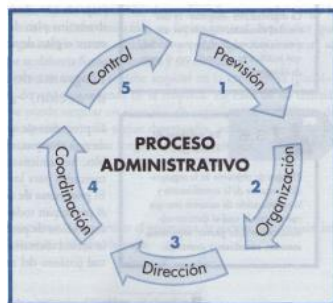 PROCESO
ADMINISTRATIVO
Previsión
1
Organización
2
Dirección
3
Coordinación
4
Control
5